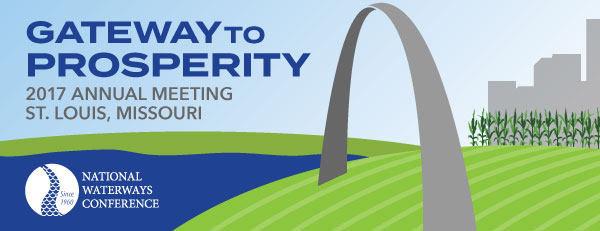 GATEWAY TO
PROSPERITY
2017 ANNUAL MEETING
ST. LOUIS, MISSOURI
Since
1960
NATIONAL
WATERWAYS
CONFERENCE